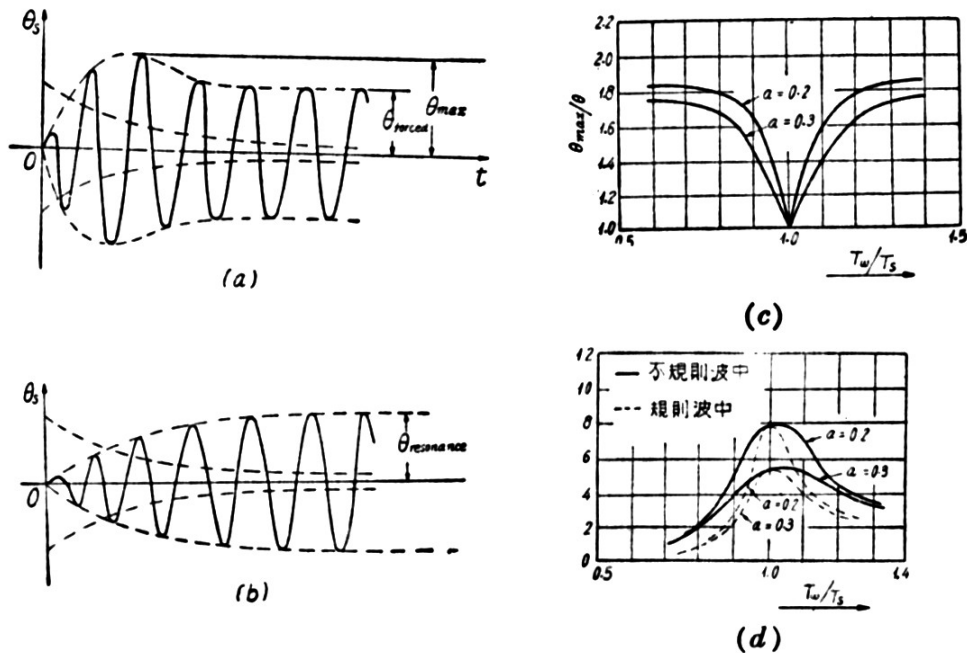 θs
θmax
θforced
O
t
(a)
θs
θresonance
O
(b)
θmax/θ
2.2
2.0
1.8
1.6
1.4
1.2
1.0
a=0.2
a=0.3
0.5
1.0
1.5
Tw/Ts
(c)
12
10
8
6
4
2
0
不規則波中
規則波中
a=0.2
a=0.3
a=0.2
a=0.3
0.5
1.0
1.4
Tw/Ts
(d)